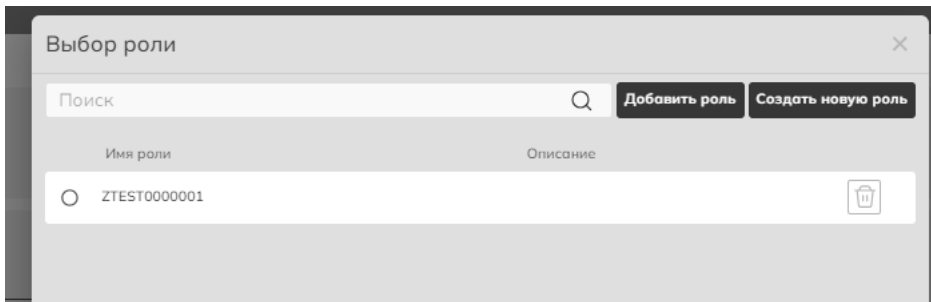 Выбор роли
Поиск Добавить роль Создать новую роль
Имя роли Описание
ZTEST0000001